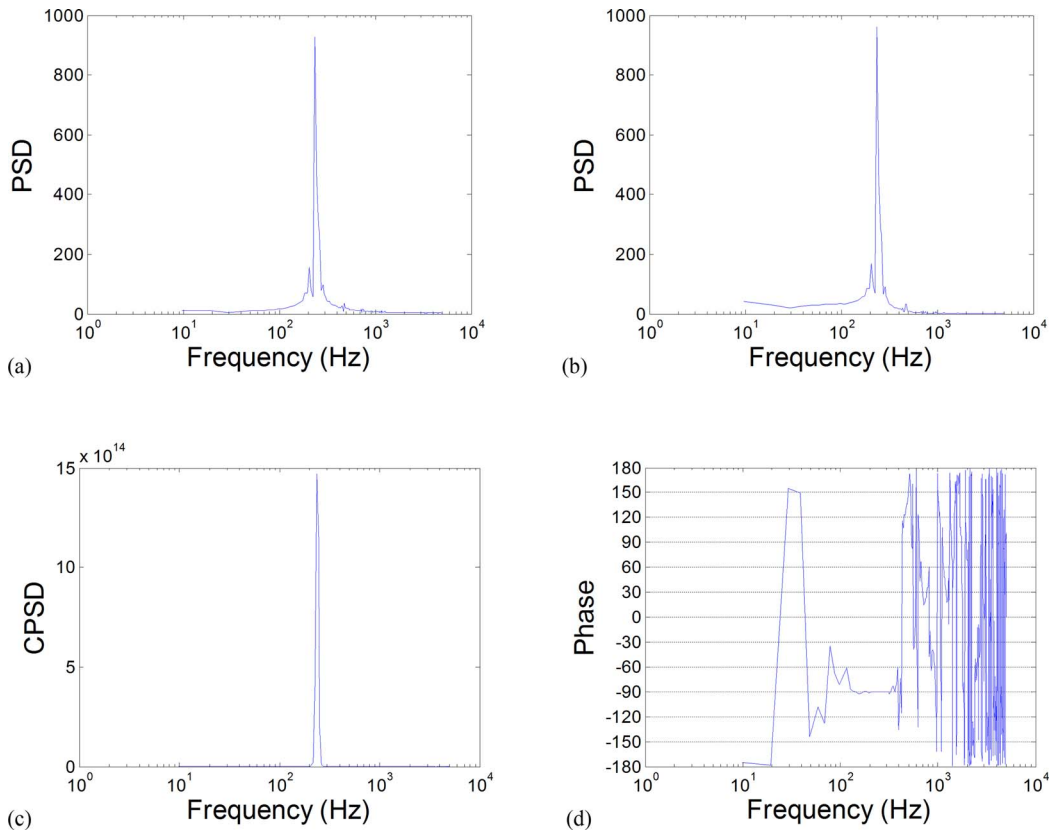 1000
800
600
400
200
0
PSD
10^0 10^1 10^2 10^3 10^4
Frequency (Hz)
(a)
1000
800
600
400
200
0
PSD
10^0 10^1 10^2 10^3 10^4
Frequency (Hz)
(b)
x 10^14
15
10
5
0
CPSD
10^0 10^1 10^2 10^3 10^4
Frequency (Hz)
(c)
180
150
120
90
60
30
0
-30
-60
-90
-120
-150
-180
Phase
10^0 10^1 10^2 10^3 10^4
Frequency (Hz)
(d)